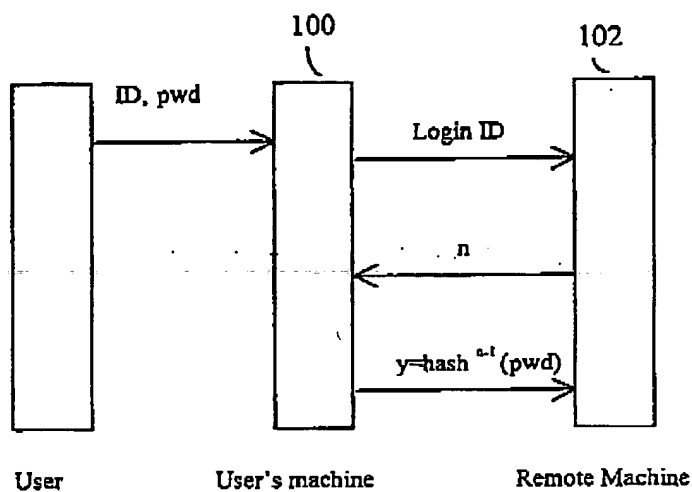 100
102
ID, pwd
Login ID
n
y=hash ⁿ⁻¹ (pwd)
User
User's machine
Remote Machine